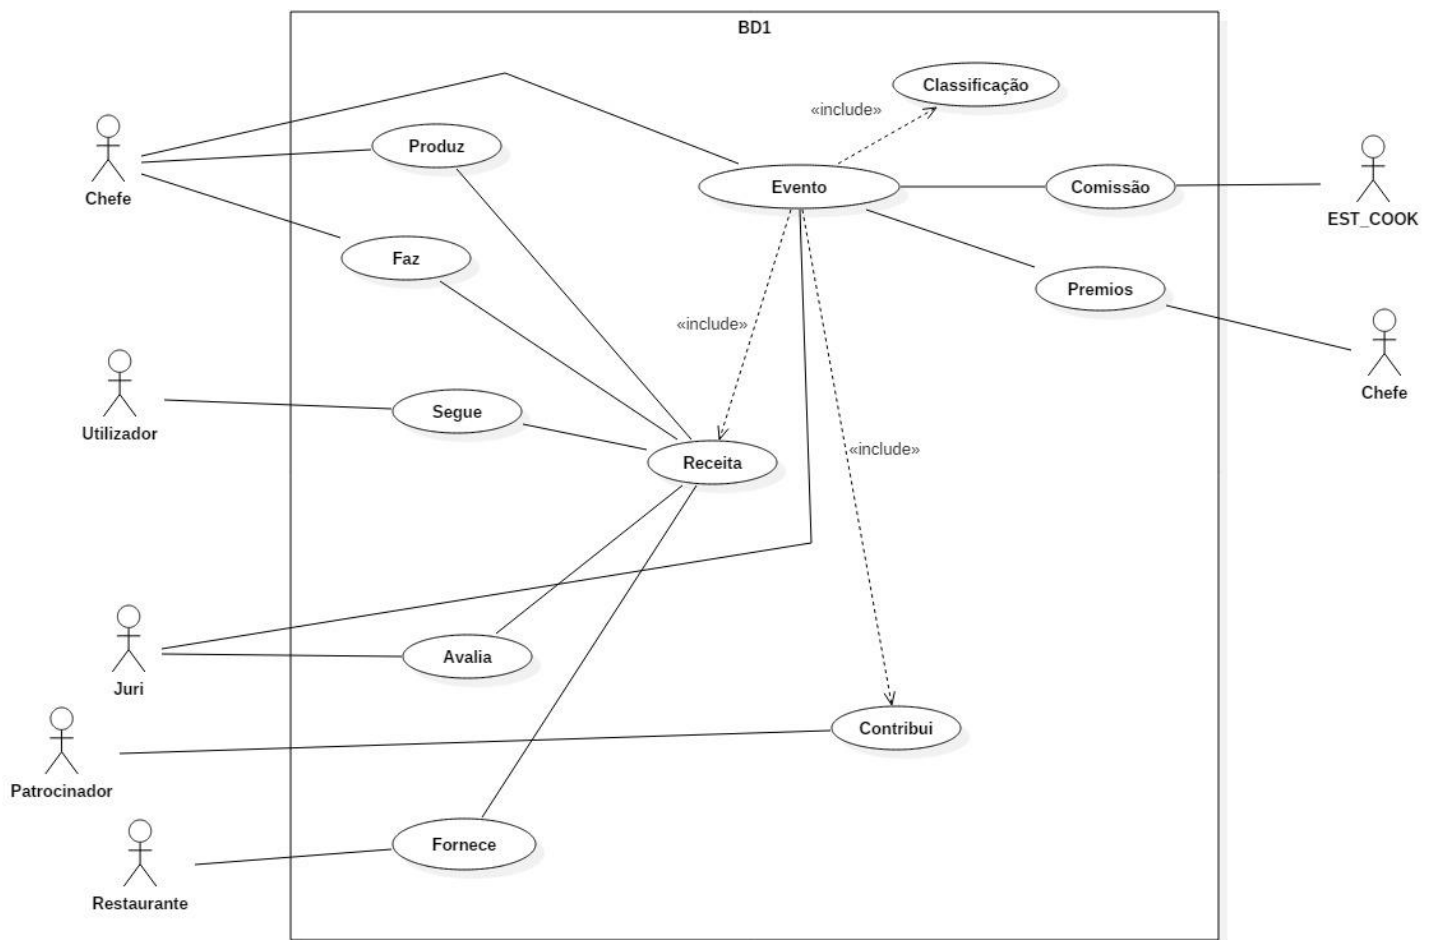 BD1
Classificação
«include»
Produz
Chefe
Evento
Comissão
EST_COOK
Faz
Premios
«include»
Utilizador
Segue
Chefe
Receita
«include»
Juri
Avalia
Contribui
Patrocinador
Fornece
Restaurante